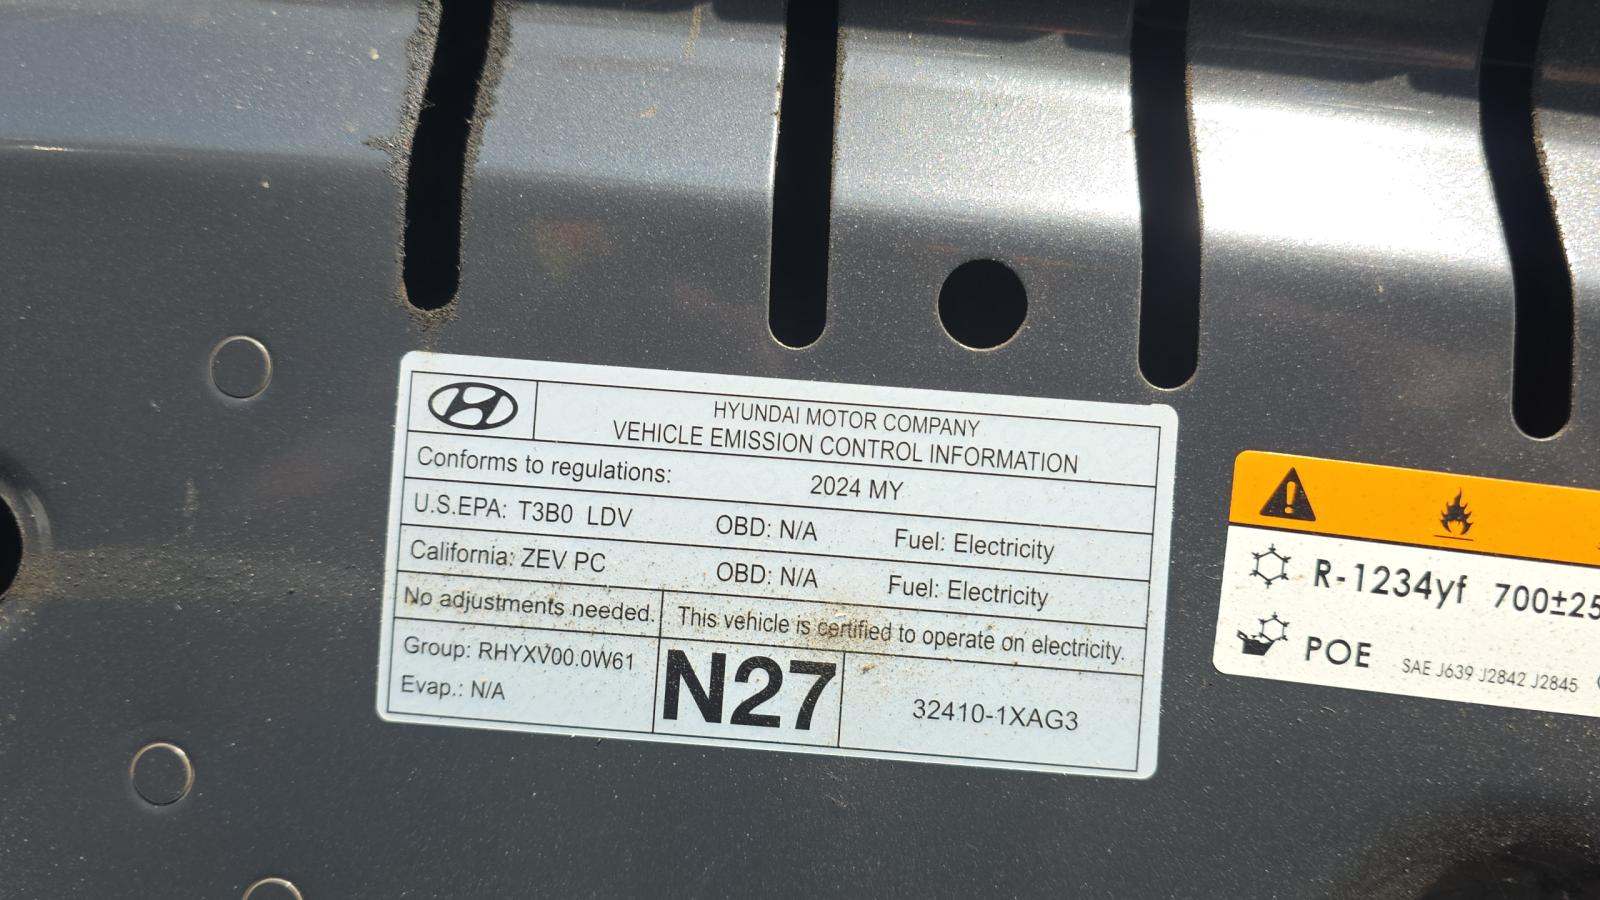 HYUNDAI MOTOR COMPANY
VEHICLE EMISSION CONTROL INFORMATION
Conforms to regulations: 2024 MY
U.S.EPA: T3B0 LDV OBD: N/A Fuel: Electricity
California: ZEV PC OBD: N/A Fuel: Electricity
No adjustments needed. This vehicle is certified to operate on electricity.
Group: RHYXV00.0W61
Evap.: N/A
N27
32410-1XAG3
R-1234yf 700±25
POE SAE J639 J2842 J2845